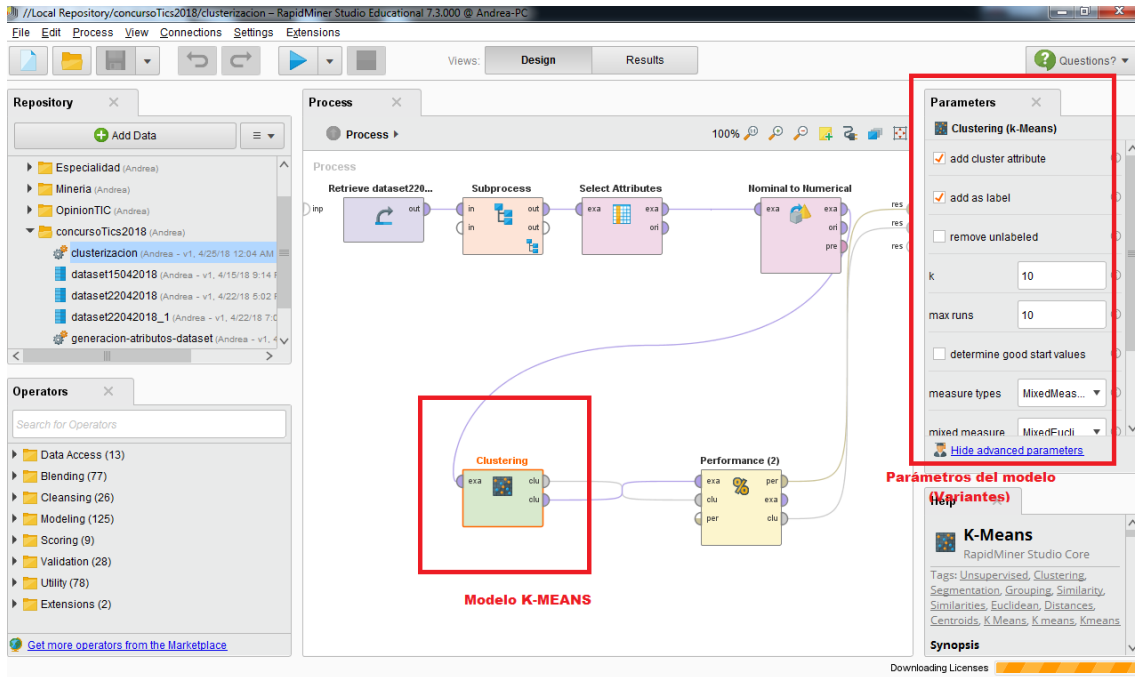 //Local Repository/concursoTics2018/clusterizacion – RapidMiner Studio Educational 7.3.000 @ Andrea-PC
File Edit Process View Connections Settings Extensions
Views: Design Results Questions?
Repository
Add Data
Especialidad (Andrea)
Mineria (Andrea)
OpinionTIC (Andrea)
concursoTics2018 (Andrea)
clusterizacion (Andrea - v1, 4/25/18 12:04 AM
dataset15042018 (Andrea - v1, 4/15/18 9:14 P
dataset22042018 (Andrea - v1, 4/22/18 5:02 P
dataset22042018_1 (Andrea - v1, 4/22/18 7:0
generacion-atributos-dataset (Andrea - v1, 4
Operators
Search for Operators
Data Access (13)
Blending (77)
Cleansing (26)
Modeling (125)
Scoring (9)
Validation (28)
Utility (78)
Extensions (2)
Get more operators from the Marketplace
Process
Process
100%
Process
inp
Retrieve dataset220...
out
Subprocess
in out
in out
Select Attributes
exa exa
ori
Nominal to Numerical
exa exa
ori
pre
res
res
res
Clustering
exa clu
clu
Modelo K-MEANS
Performance (2)
exa per
clu exa
per clu
Parameters
Clustering (k-Means)
add cluster attribute
add as label
remove unlabeled
k 10
max runs 10
determine good start values
measure types MixedMeas...
mixed measure MixedEucli
Hide advanced parameters
Parámetros del modelo
(Variantes)
Help
K-Means
RapidMiner Studio Core
Tags: Unsupervised, Clustering,
Segmentation, Grouping, Similarity,
Similarities, Euclidean, Distances,
Centroids, K Means, K means, Kmeans
Synopsis
Downloading Licenses